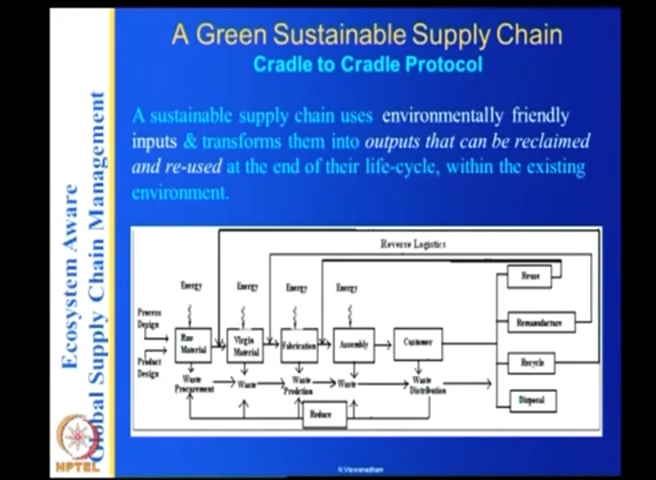 A Green Sustainable Supply Chain
Cradle to Cradle Protocol
Ecosystem Aware
Global Supply Chain Management
A sustainable supply chain uses environmentally friendly
inputs & transforms them into outputs that can be reclaimed
and re-used at the end of their life-cycle, within the existing
environment.
Reverse Logistics
Energy
Energy
Energy
Energy
Process
Design
Product
Design
Raw
Material
Virgin
Material
Fabrication
Assembly
Customer
Reuse
Remanufacture
Recycle
Disposal
Waste
Procurement
Waste
Waste
Waste
Waste
Distribution
Reduce
NPTEL
N.Viswanadham